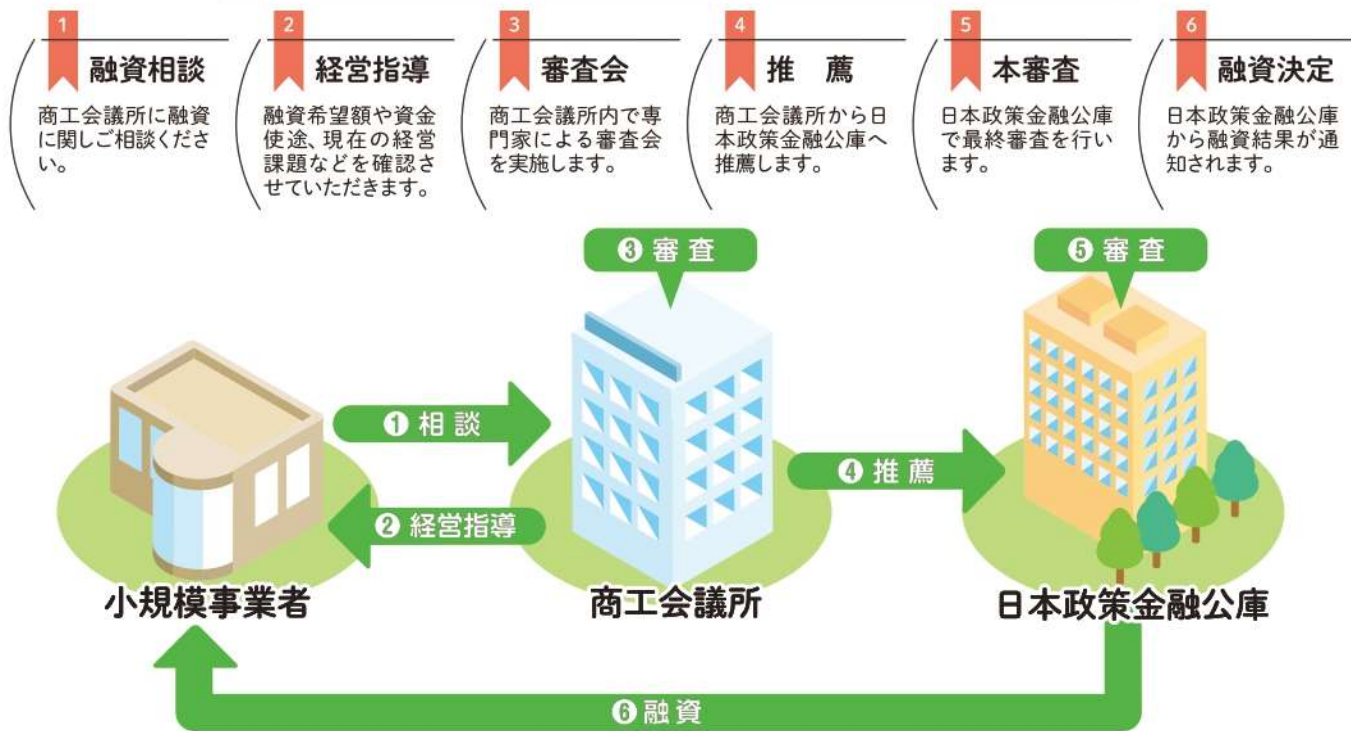 1
融資相談
商工会議所に融資
に関しご相談くださ
い。
2
経営指導
融資希望額や資金
使途、現在の経営
課題などを確認さ
せていただきます。
3
審査会
商工会議所内で専
門家による審査会
を実施します。
4
推 薦
商工会議所から日
本政策金融公庫へ
推薦します。
5
本審査
日本政策金融公庫
で最終審査を行い
ます。
6
融資決定
日本政策金融公庫
から融資結果が通
知されます。
❸ 審 査
❺ 審 査
❶ 相 談
❹ 推 薦
❷ 経営指導
小規模事業者
商工会議所
日本政策金融公庫
❻ 融 資